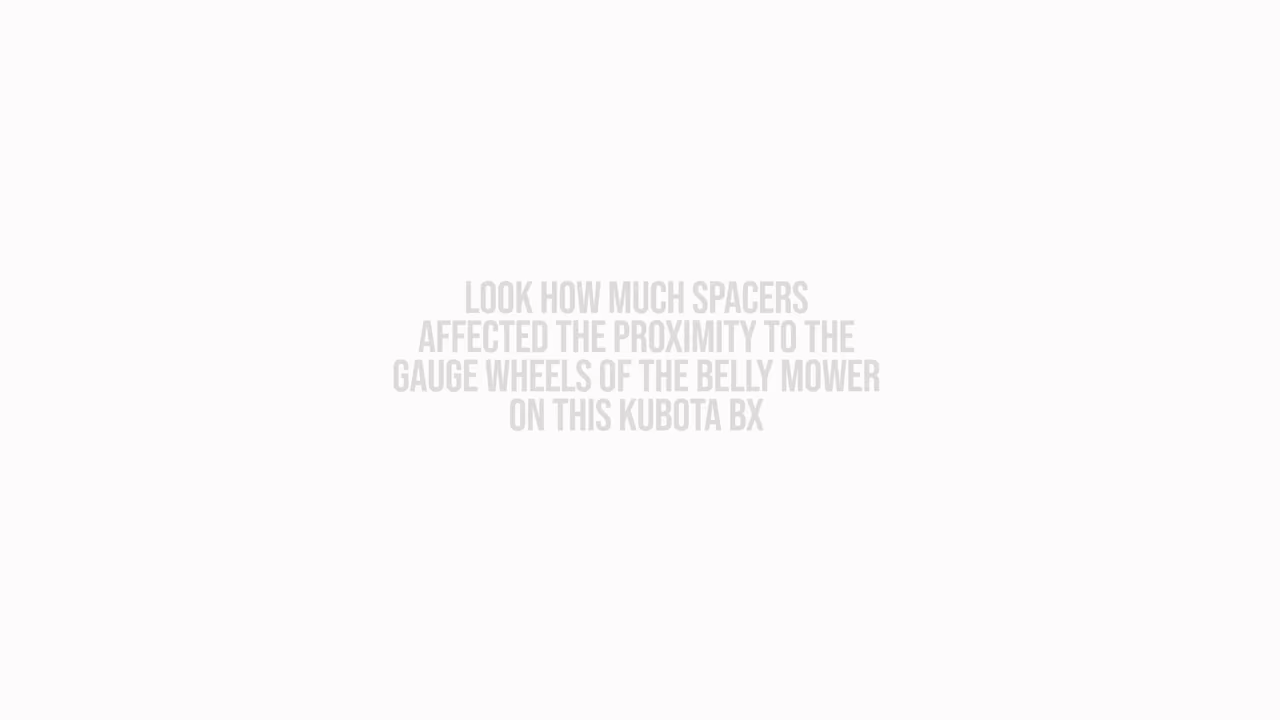 LOOK HOW MUCH SPACERS
AFFECTED THE PROXIMITY TO THE
GAUGE WHEELS OF THE BELLY MOWER
ON THIS KUBOTA BX